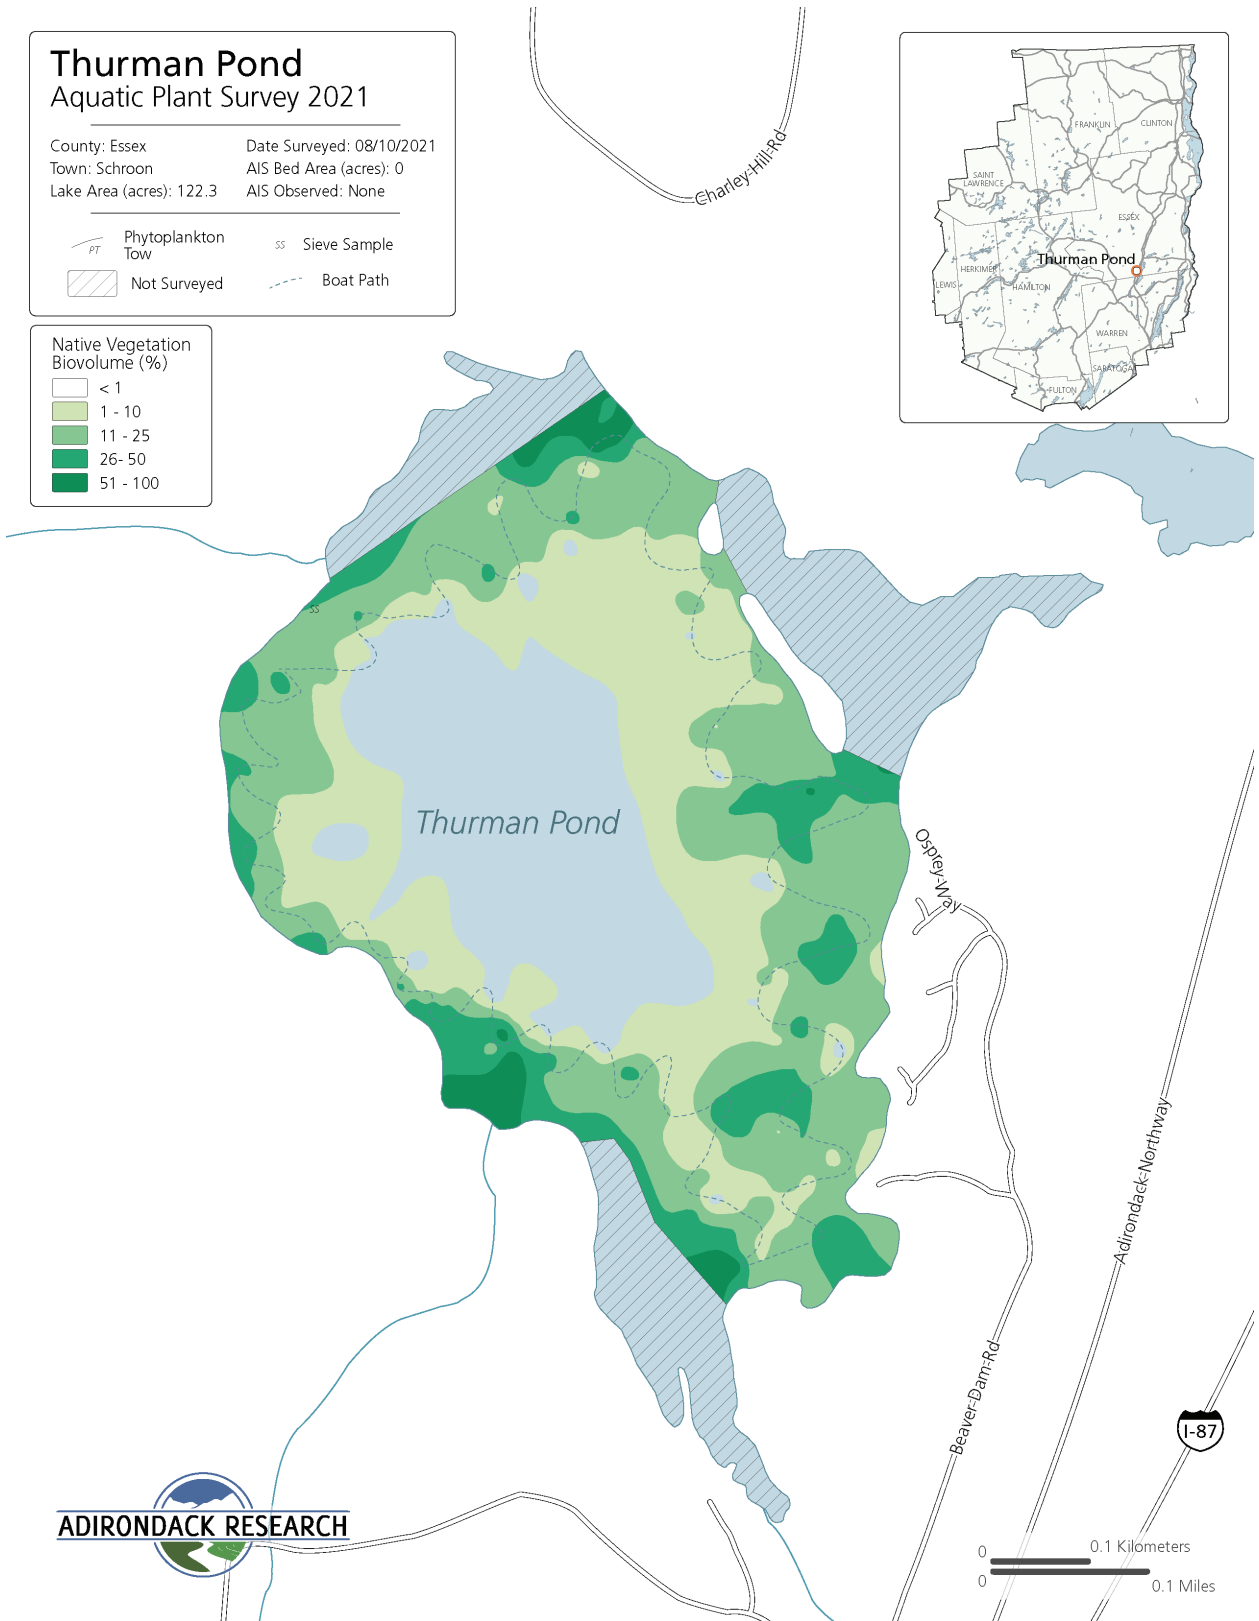 Thurman Pond
Aquatic Plant Survey 2021
County: Essex
Town: Schroon
Lake Area (acres): 122.3
Date Surveyed: 08/10/2021
AIS Bed Area (acres): 0
AIS Observed: None
PT
Phytoplankton
Tow
SS
Sieve Sample
Not Surveyed
Boat Path
Native Vegetation
Biovolume (%)
< 1
1 - 10
11 - 25
26- 50
51 - 100
FRANKLIN
CLINTON
SAINT
LAWRENCE
ESSEX
Thurman Pond
HERKIMER
LEWIS
HAMILTON
WARREN
SARATOGA
FULTON
Charley-Hill-Rd
SS
Thurman Pond
Osprey-Way
Adirondack-Northway
Beaver-Dam-Rd
I-87
ADIRONDACK RESEARCH
0
0.1 Kilometers
0
0.1 Miles